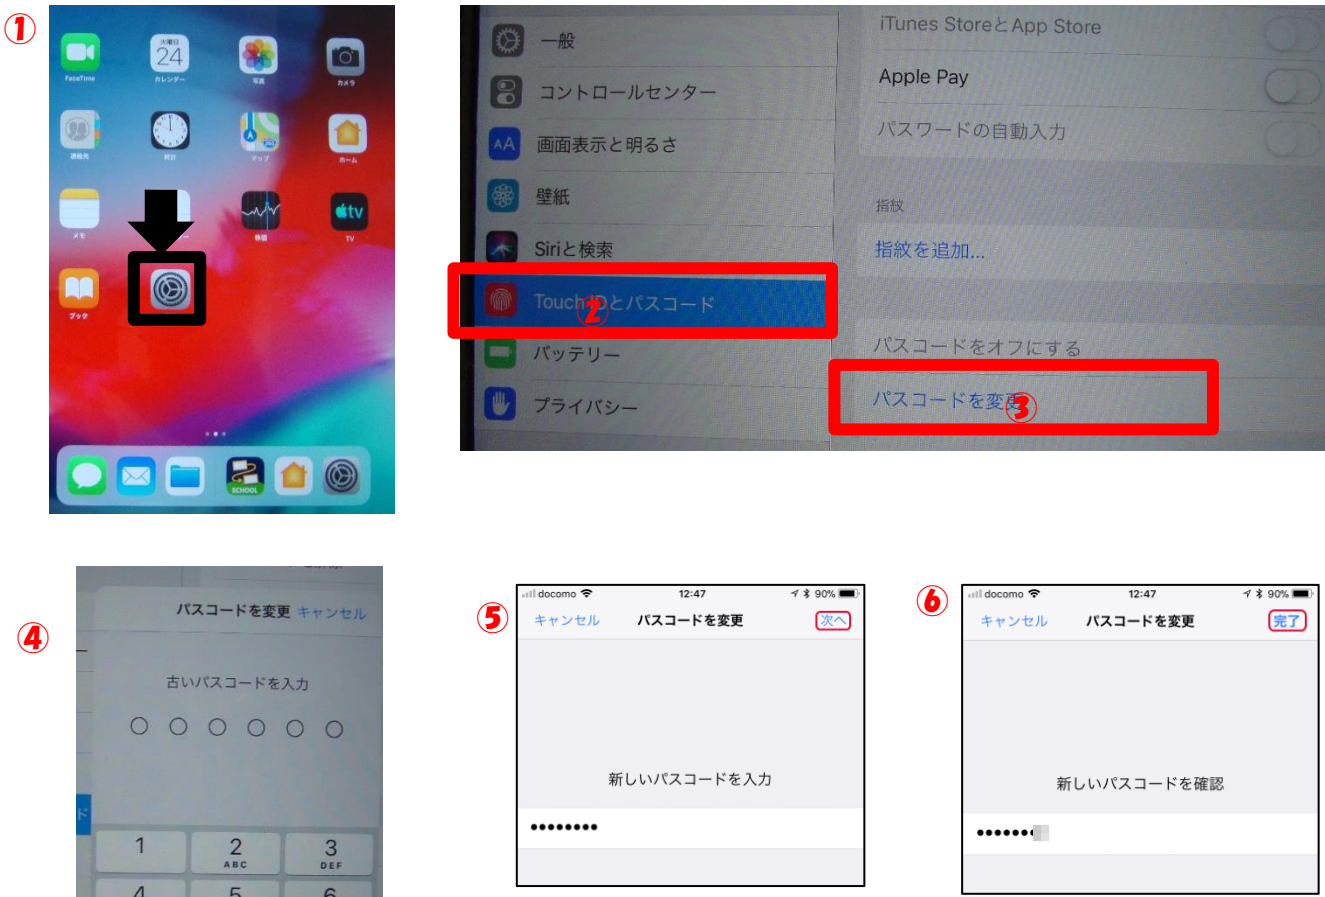 ①
FaceTime
火曜日
24
カレンダー
写真
カメラ
連絡先
時計
マップ
ホーム
メモ
株価
tv
TV
ブック
SCHOOL
一般
コントロールセンター
AA
画面表示と明るさ
壁紙
Siriと検索
Touch IDとパスコード
②
バッテリー
プライバシー
iTunes StoreとApp Store
Apple Pay
パスワードの自動入力
指紋
指紋を追加...
パスコードをオフにする
パスコードを変更
③
④
パスコードを変更 キャンセル
古いパスコードを入力
1
2
ABC
3
DEF
4
5
6
⑤
docomo 12:47 90%
キャンセル パスコードを変更 次へ
新しいパスコードを入力
⑥
docomo 12:47 90%
キャンセル パスコードを変更 完了
新しいパスコードを確認